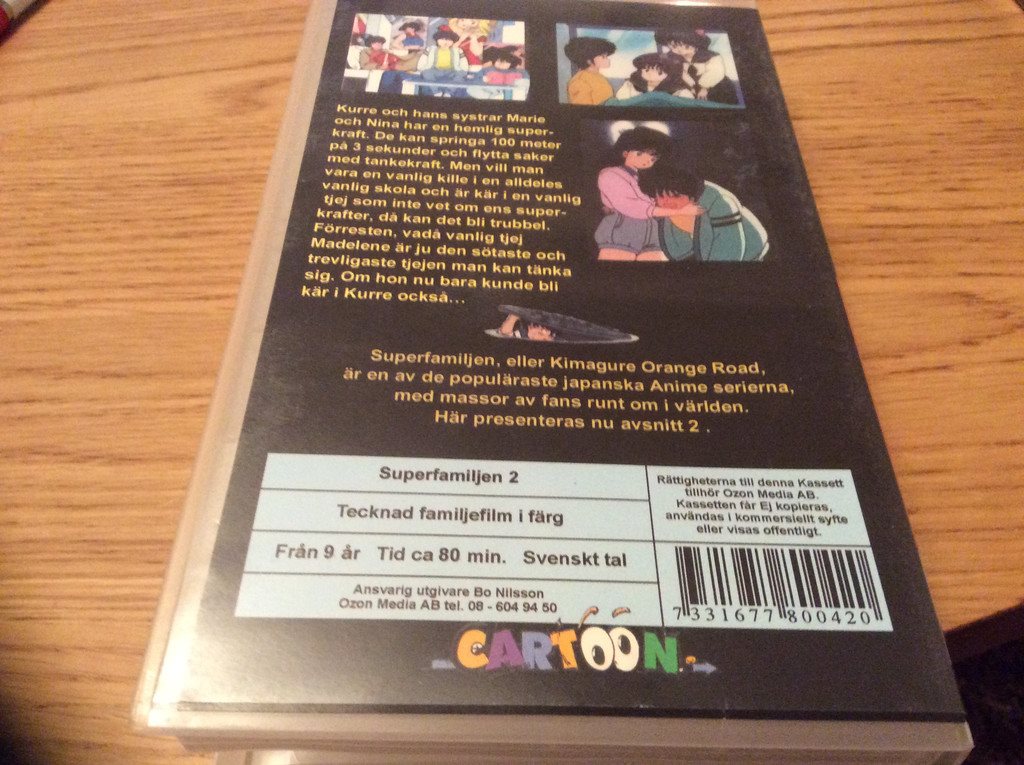 Kurre och hans systrar Marie
och Nina har en hemlig super-
kraft. De kan springa 100 meter
på 3 sekunder och flytta saker
med tankekraft. Men vill man
vara en vanlig kille i en alldeles
vanlig skola och är kär i en vanlig
tjej som inte vet om ens super-
krafter, då kan det bli trubbel.
Förresten, vadå vanlig tjej
Madelene är ju den sötaste och
trevligaste tjejen man kan tänka
sig. Om hon nu bara kunde bli
kär i Kurre också...
Superfamiljen, eller Kimagure Orange Road,
är en av de populäraste japanska Anime serierna,
med massor av fans runt om i världen.
Här presenteras nu avsnitt 2 .
Superfamiljen 2
Tecknad familjefilm i färg
Från 9 år Tid ca 80 min. Svenskt tal
Ansvarig utgivare Bo Nilsson
Ozon Media AB tel. 08 - 604 94 50
Rättigheterna till denna Kassett
tillhör Ozon Media AB.
Kassetten får Ej kopieras,
användas i kommersiellt syfte
eller visas offentligt.
7 331677 800420
CARTOON